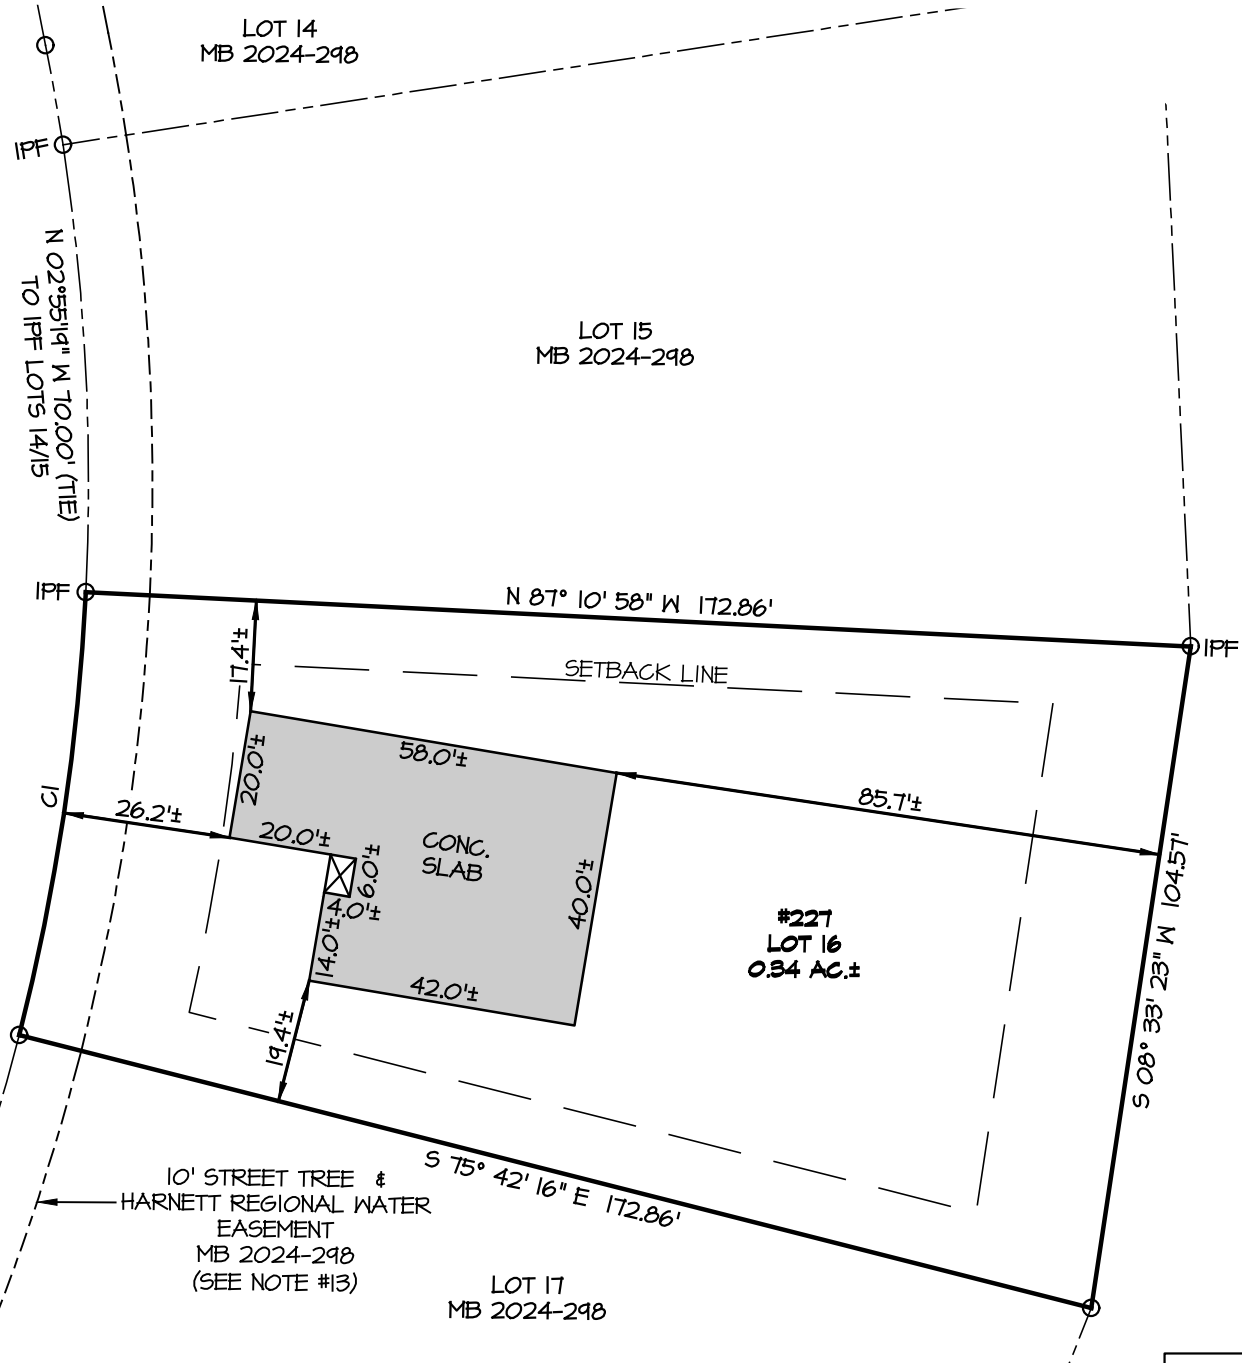 LOT 14
MB 2024-298
IPF
N 02°55'19" W 70.00' (TIE)
TO IPF LOTS 14/15
LOT 15
MB 2024-298
IPF
N 87° 10' 58" W 172.86'
IPF
17.4'±
SETBACK LINE
58.0'±
20.0'±
C1
26.2'±
20.0'±
CONC.
SLAB
6.0'±
4.0'±
14.0'±
40.0'±
85.7'±
42.0'±
#227
LOT 16
0.34 AC.±
S 08° 33' 23" W 104.57'
19.4'±
S 75° 42' 16" E 172.86'
10' STREET TREE &
HARNETT REGIONAL WATER
EASEMENT
MB 2024-298
(SEE NOTE #13)
LOT 17
MB 2024-298